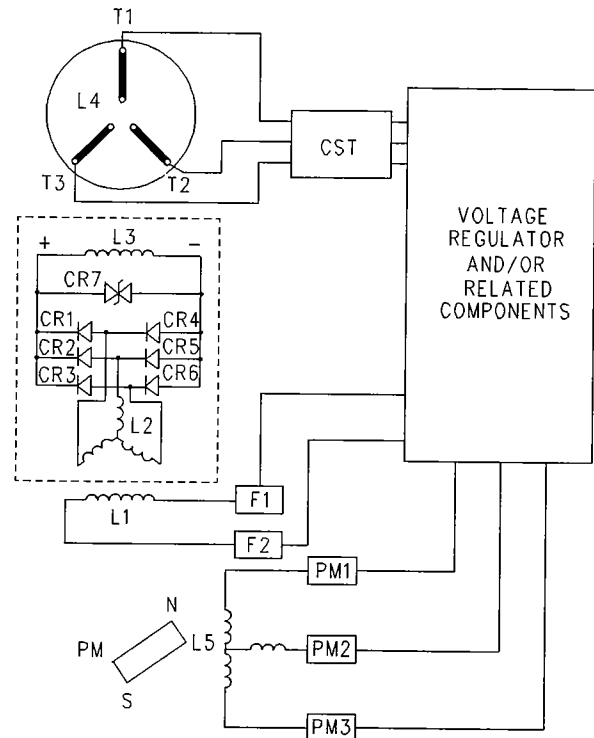 T1
L4
T3
T2
CST
VOLTAGE
REGULATOR
AND/OR
RELATED
COMPONENTS
+ L3 –
CR7
CR1 CR4
CR2 CR5
CR3 CR6
L2
L1
F1
F2
PM1
N
PM L5 PM2
S
PM3